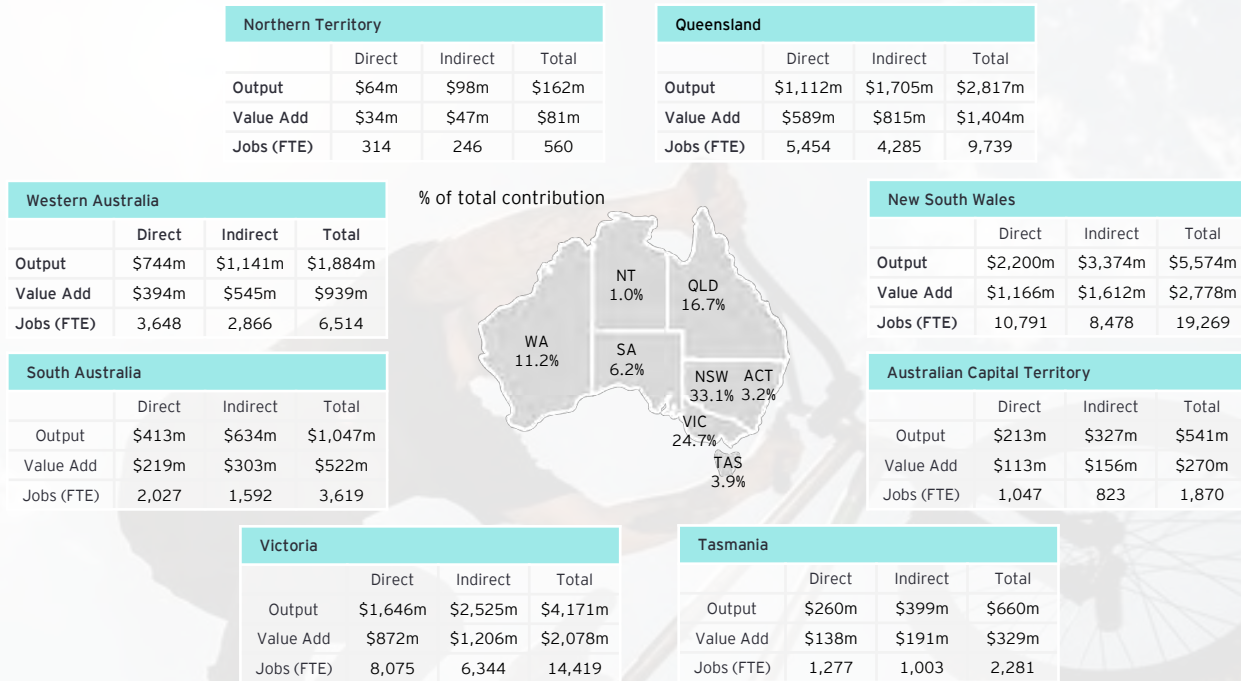 Northern Territory
Direct Indirect Total
Output $64m $98m $162m
Value Add $34m $47m $81m
Jobs (FTE) 314 246 560
Queensland
Direct Indirect Total
Output $1,112m $1,705m $2,817m
Value Add $589m $815m $1,404m
Jobs (FTE) 5,454 4,285 9,739
Western Australia
Direct Indirect Total
Output $744m $1,141m $1,884m
Value Add $394m $545m $939m
Jobs (FTE) 3,648 2,866 6,514
% of total contribution
NT
1.0%
QLD
16.7%
WA
11.2%
SA
6.2%
NSW ACT
33.1% 3.2%
VIC
24.7%
TAS
3.9%
New South Wales
Direct Indirect Total
Output $2,200m $3,374m $5,574m
Value Add $1,166m $1,612m $2,778m
Jobs (FTE) 10,791 8,478 19,269
South Australia
Direct Indirect Total
Output $413m $634m $1,047m
Value Add $219m $303m $522m
Jobs (FTE) 2,027 1,592 3,619
Australian Capital Territory
Direct Indirect Total
Output $213m $327m $541m
Value Add $113m $156m $270m
Jobs (FTE) 1,047 823 1,870
Victoria
Direct Indirect Total
Output $1,646m $2,525m $4,171m
Value Add $872m $1,206m $2,078m
Jobs (FTE) 8,075 6,344 14,419
Tasmania
Direct Indirect Total
Output $260m $399m $660m
Value Add $138m $191m $329m
Jobs (FTE) 1,277 1,003 2,281